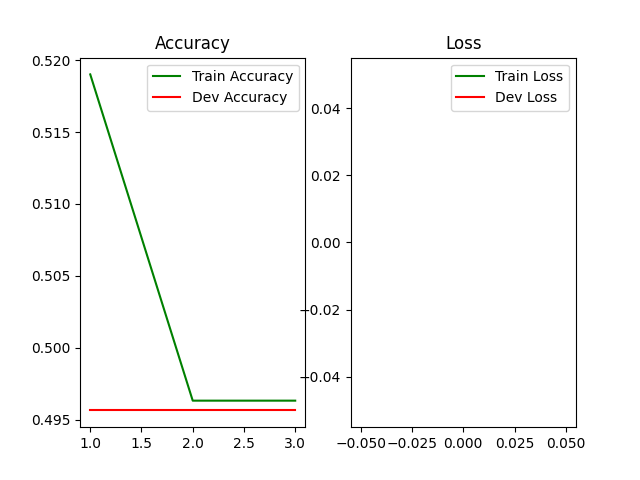 Accuracy
Train Accuracy
Dev Accuracy
0.520
0.515
0.510
0.505
0.500
0.495
1.0 1.5 2.0 2.5 3.0
Loss
Train Loss
Dev Loss
0.04
0.02
0.00
−0.02
−0.04
−0.050 −0.025 0.000 0.025 0.050